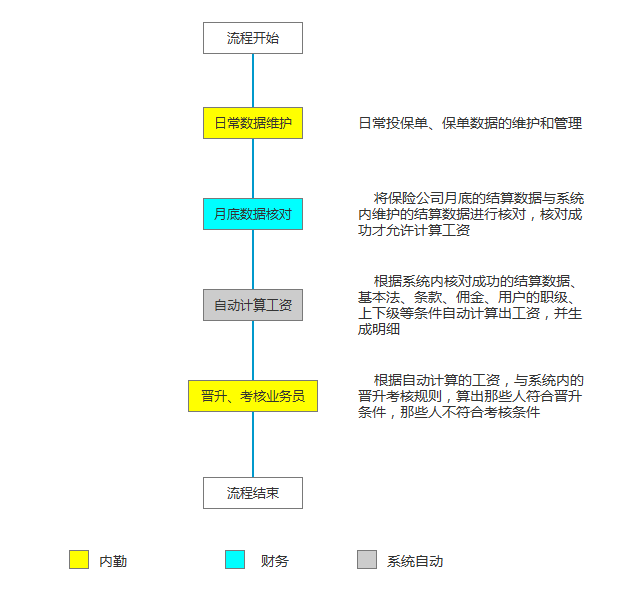 流程开始
日常数据维护
日常投保单、保单数据的维护和管理
月底数据核对
将保险公司月底的结算数据与系统
内维护的结算数据进行核对，核对成
功才允许计算工资
自动计算工资
根据系统内核对成功的结算数据、
基本法、条款、佣金、用户的职级、
上下级等条件自动计算出工资，并生
成明细
晋升、考核业务员
根据自动计算的工资，与系统内的
晋升考核规则，算出那些人符合晋升
条件，那些人不符合考核条件
流程结束
内勤
财务
系统自动